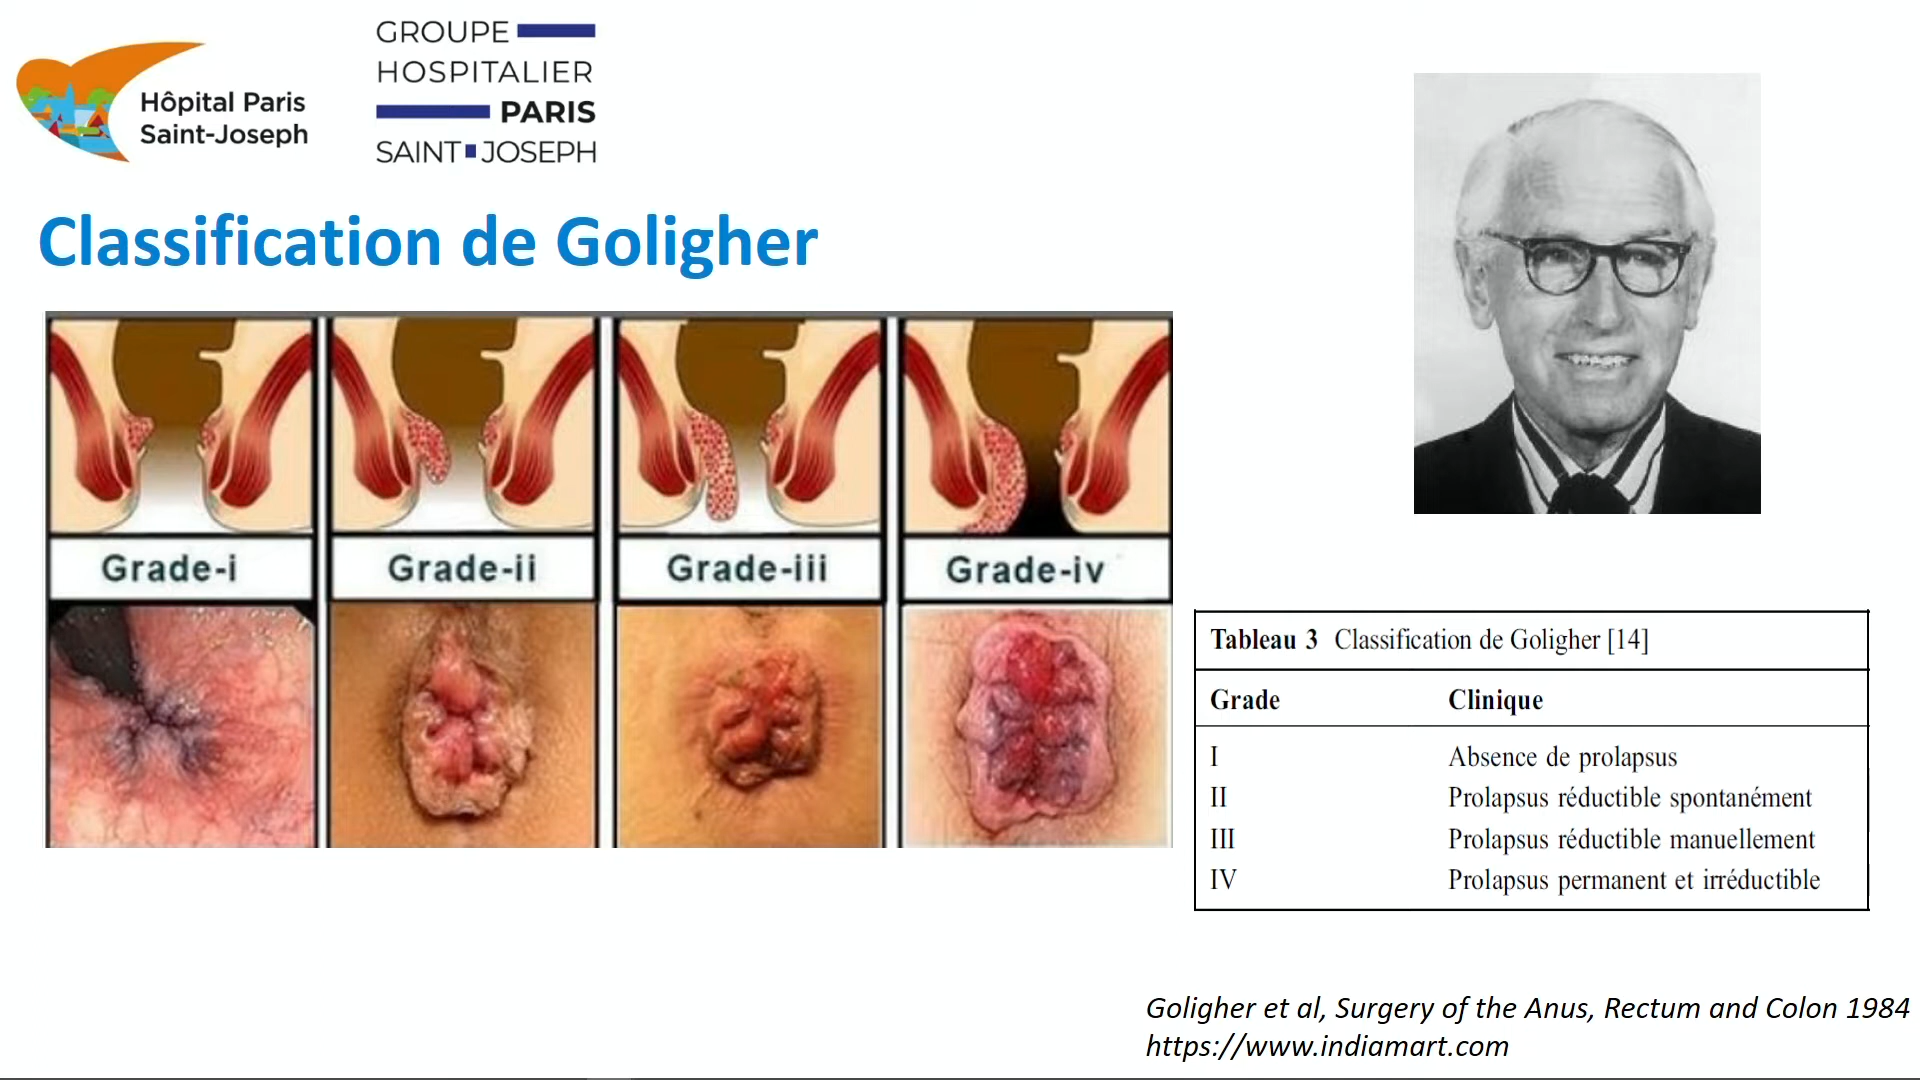 Hôpital Paris
Saint-Joseph
GROUPE
HOSPITALIER
PARIS
SAINT JOSEPH
Classification de Goligher
Grade-i
Grade-ii
Grade-iii
Grade-iv
Tableau 3 Classification de Goligher [14]
Grade Clinique
I Absence de prolapsus
II Prolapsus réductible spontanément
III Prolapsus réductible manuellement
IV Prolapsus permanent et irréductible
Goligher et al, Surgery of the Anus, Rectum and Colon 1984
https://www.indiamart.com